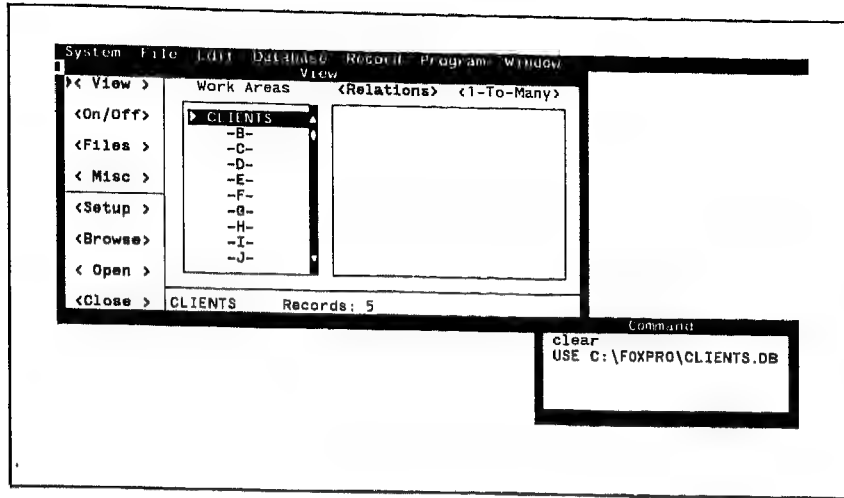 System File Edit Database Record Program Window
View
>< View >
Work Areas <Relations> <1-To-Many>
<On/Off>
CLIENTS
-B-
-C-
<Files >
-D-
-E-
< Misc >
-F-
<Setup >
-G-
-H-
<Browse>
-I-
-J-
< Open >
<Close > CLIENTS Records: 5
Command
clear
USE C:\FOXPRO\CLIENTS.DB